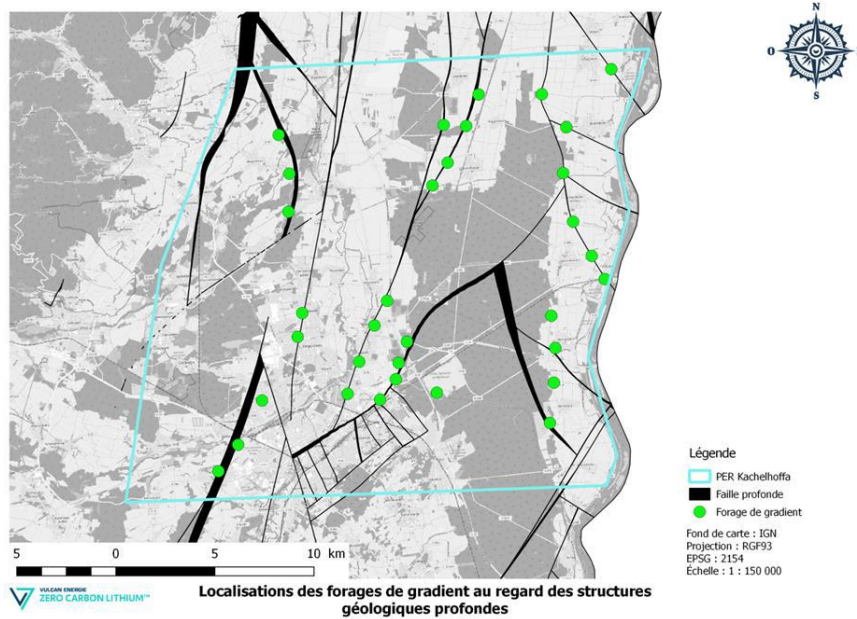 N
O
S
Légende
PER Kachelhoffa
Faille profonde
Forage de gradient
Fond de carte : IGN
Projection : RGF93
EPSG : 2154
Échelle : 1 : 150 000
5 0 5 10 km
VULCAN ENERGIE
ZERO CARBON LITHIUM™
Localisations des forages de gradient au regard des structures
géologiques profondes